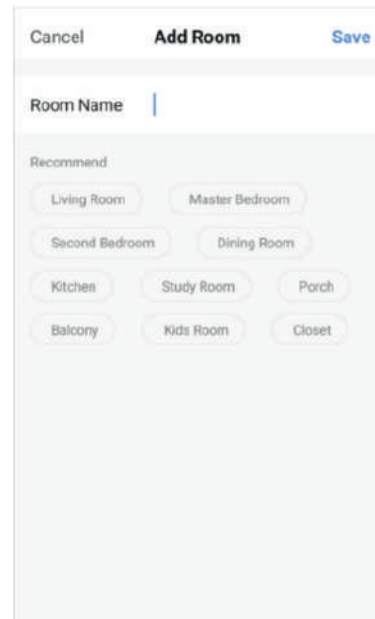 Cancel Add Room Save
Room Name
Recommend
Living Room Master Bedroom
Second Bedroom Dining Room
Kitchen Study Room Porch
Balcony Kids Room Closet